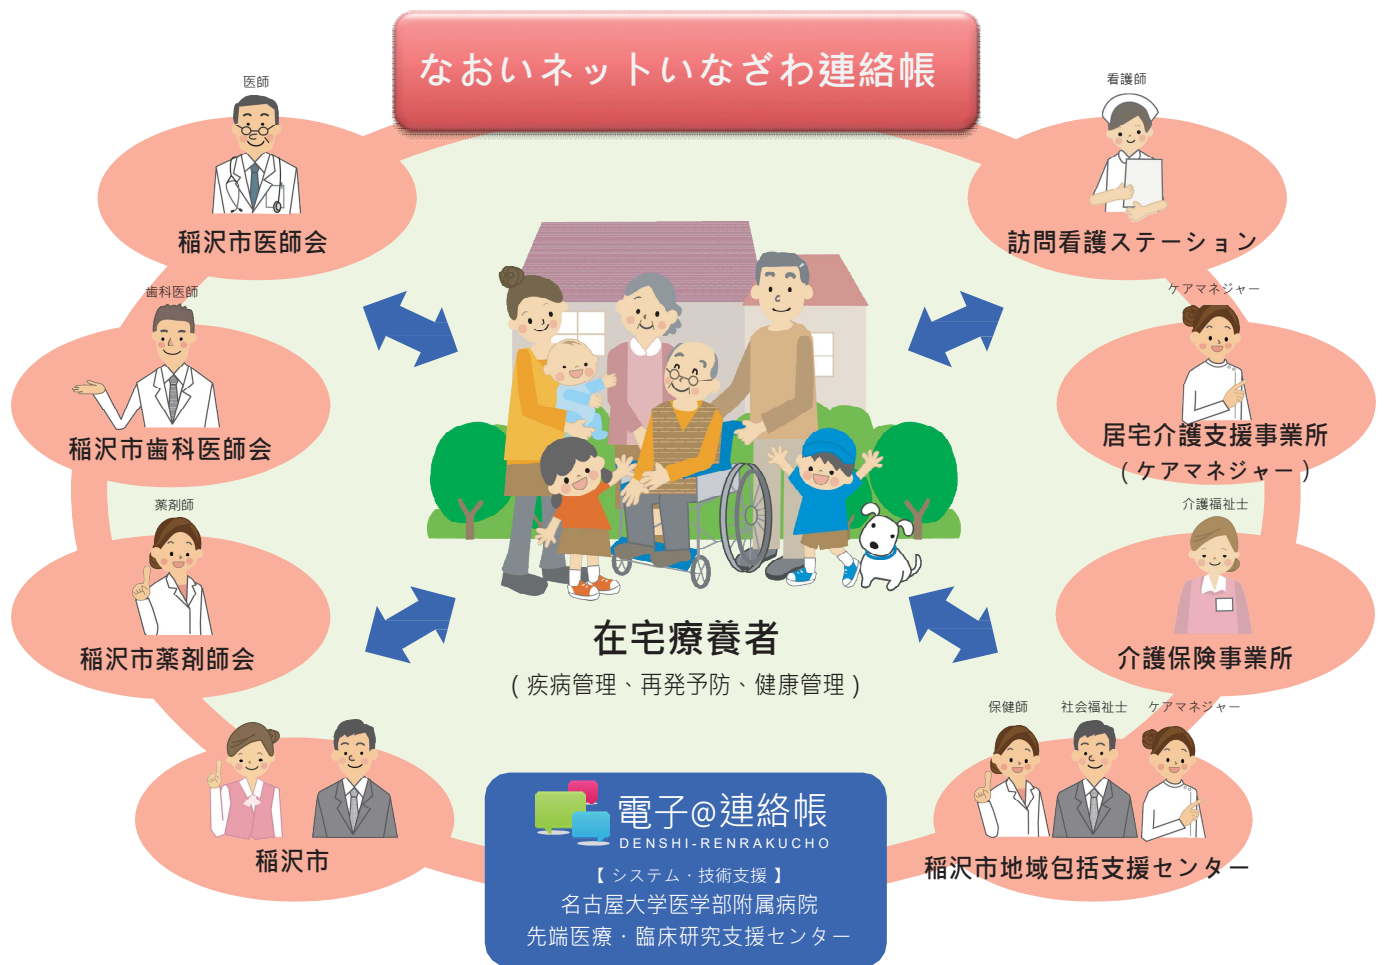 なおいネットいなざわ連絡帳
医師
稲沢市医師会
看護師
訪問看護ステーション
歯科医師
稲沢市歯科医師会
ケアマネジャー
居宅介護支援事業所
(ケアマネジャー)
薬剤師
稲沢市薬剤師会
介護福祉士
介護保険事業所
在宅療養者
(疾病管理、再発予防、健康管理)
稲沢市
保健師 社会福祉士 ケアマネジャー
稲沢市地域包括支援センター
電子@連絡帳
DENSHI-RENRAKUCHO
【システム・技術支援】
名古屋大学医学部附属病院
先端医療・臨床研究支援センター